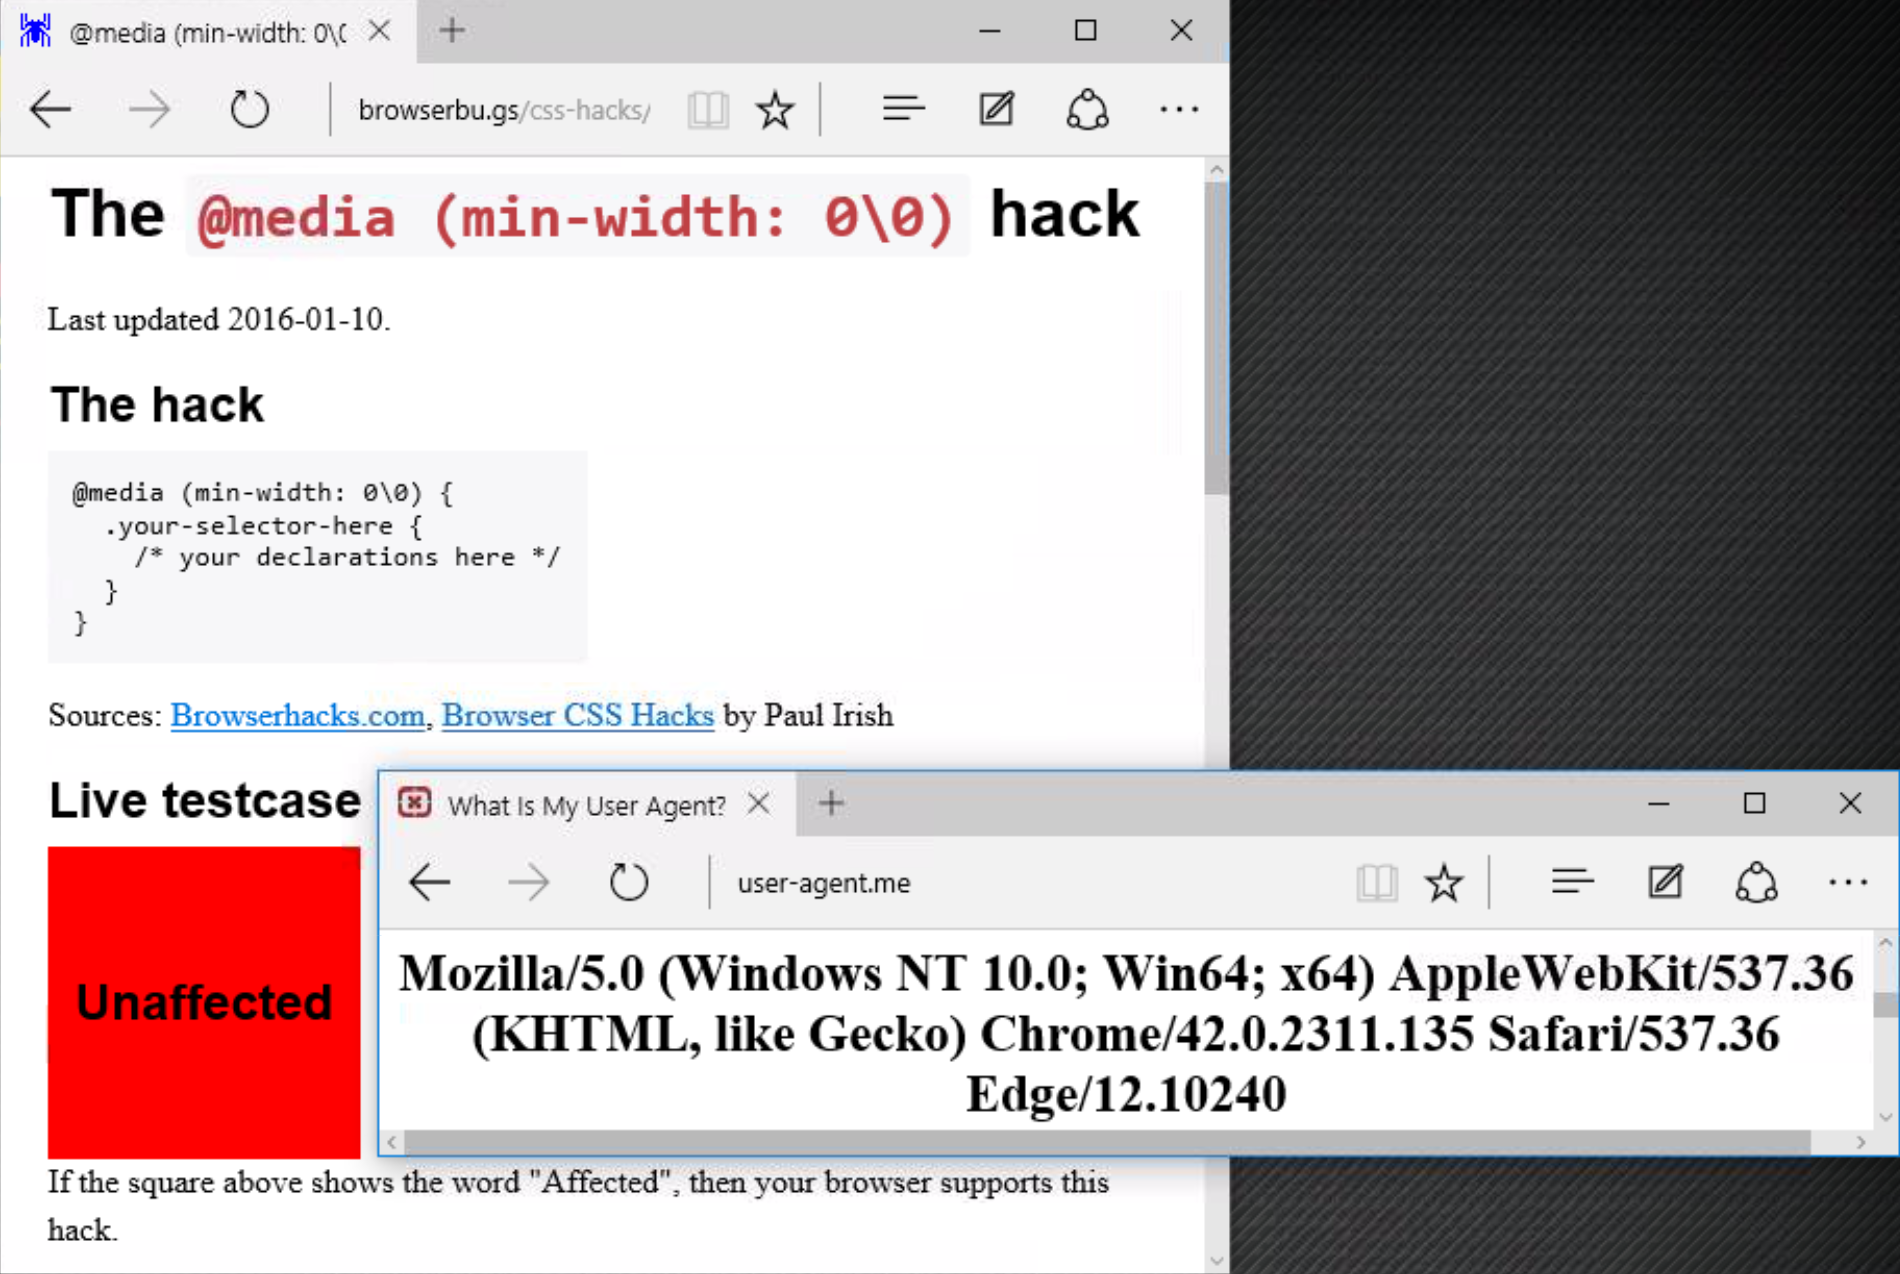 @media (min-width: 0\0
browserbu.gs/css-hacks/
The @media (min-width: 0\0) hack
Last updated 2016-01-10.
The hack
@media (min-width: 0\0) {
.your-selector-here {
/* your declarations here */
}
}
Sources: Browserhacks.com, Browser CSS Hacks by Paul Irish
Live testcase
Unaffected
If the square above shows the word "Affected", then your browser supports this
hack.
What Is My User Agent?
user-agent.me
Mozilla/5.0 (Windows NT 10.0; Win64; x64) AppleWebKit/537.36
(KHTML, like Gecko) Chrome/42.0.2311.135 Safari/537.36
Edge/12.10240